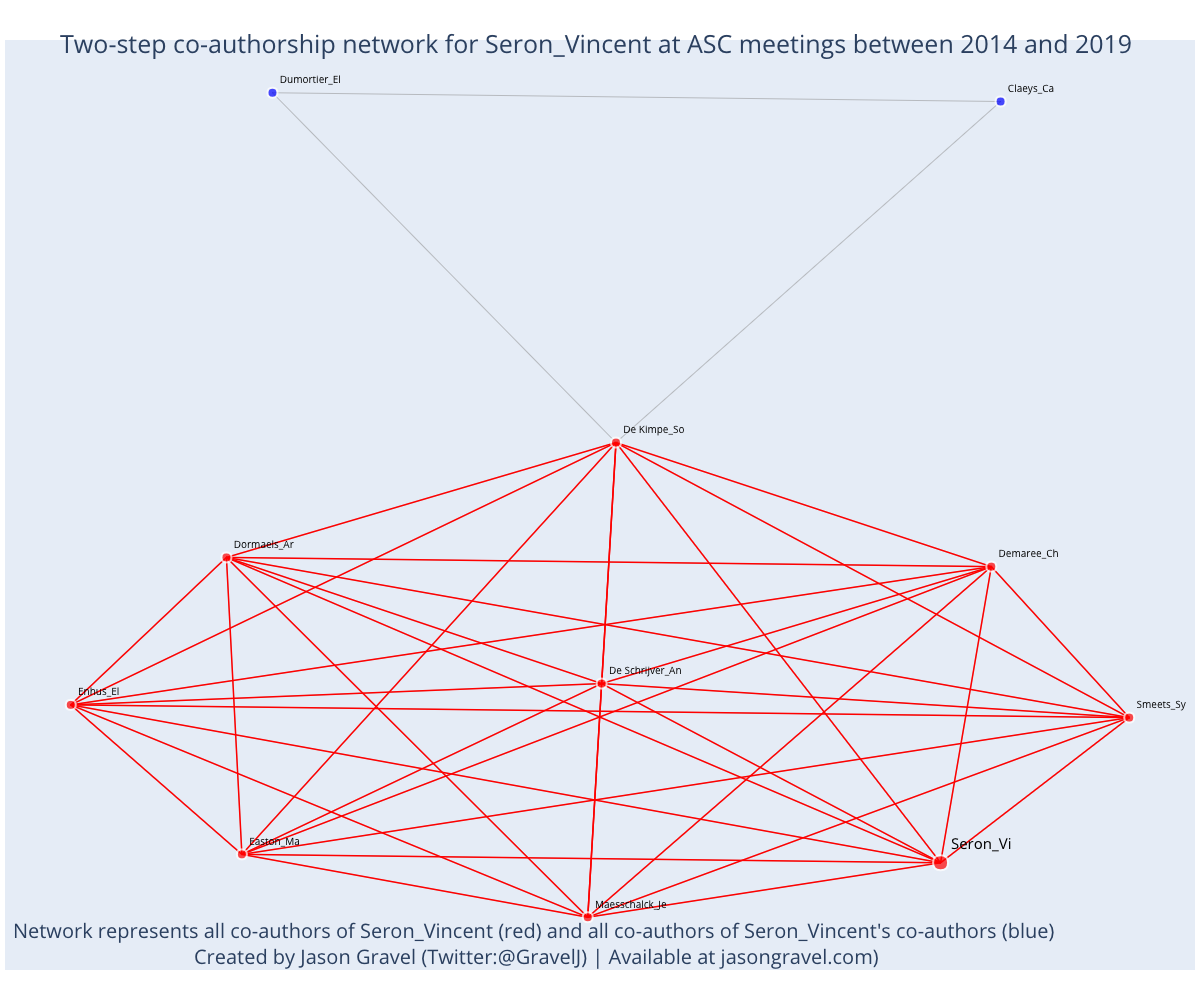 Two-step co-authorship network for Seron_Vincent at ASC meetings between 2014 and 2019
Dumortier_El
Claeys_Ca
De Kimpe_So
Dormaels_Ar
Demaree_Ch
De Schrijver_An
Enhus_El
Smeets_Sy
Easton_Ma
Seron_Vi
Maesschalck_Je
Network represents all co-authors of Seron_Vincent (red) and all co-authors of Seron_Vincent's co-authors (blue)
Created by Jason Gravel (Twitter:@GravelJ) | Available at jasongravel.com)